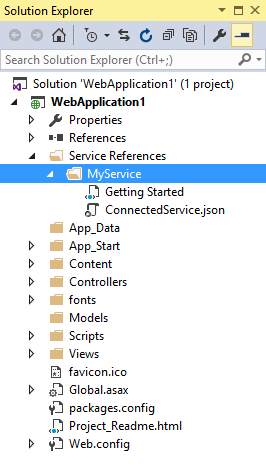 Solution Explorer
Search Solution Explorer (Ctrl+;)
Solution 'WebApplication1' (1 project)
WebApplication1
Properties
References
Service References
MyService
Getting Started
ConnectedService.json
App_Data
App_Start
Content
Controllers
fonts
Models
Scripts
Views
favicon.ico
Global.asax
packages.config
Project_Readme.html
Web.config